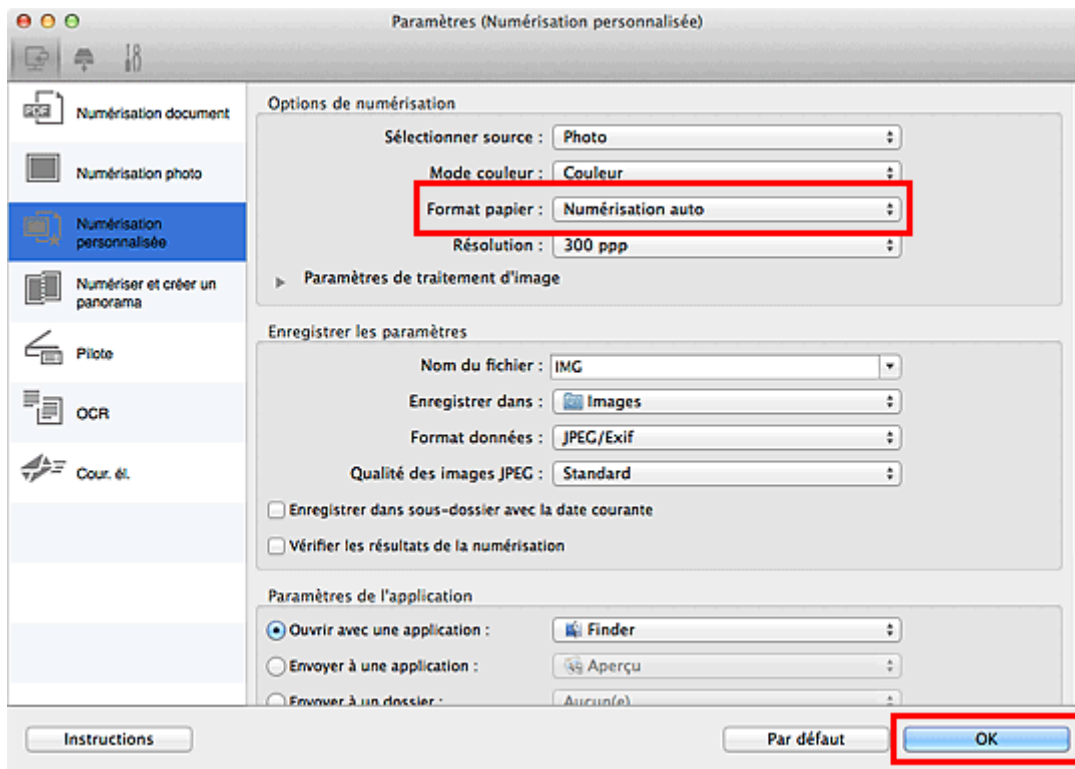 Paramètres (Numérisation personnalisée)
Numérisation document
Numérisation photo
Numérisation
personnalisée
Numériser et créer un
panorama
Pilote
OCR
Cour. él.
Options de numérisation
Sélectionner source : Photo
Mode couleur : Couleur
Format papier : Numérisation auto
Résolution : 300 ppp
Paramètres de traitement d'image
Enregistrer les paramètres
Nom du fichier : IMG
Enregistrer dans : Images
Format données : JPEG/Exif
Qualité des images JPEG : Standard
Enregistrer dans sous-dossier avec la date courante
Vérifier les résultats de la numérisation
Paramètres de l'application
Ouvrir avec une application : Finder
Envoyer à une application : Aperçu
Envoyer à un dossier : Aucun(e)
Instructions
Par défaut
OK